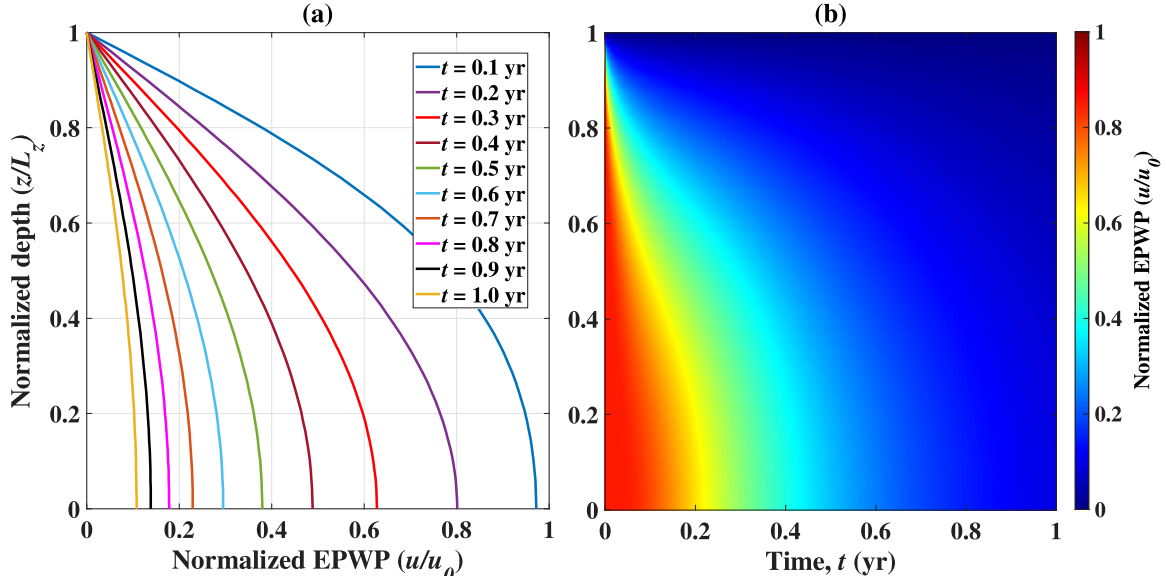 (a)
Normalized depth (z/L_z)
1
0.8
0.6
0.4
0.2
0
t = 0.1 yr
t = 0.2 yr
t = 0.3 yr
t = 0.4 yr
t = 0.5 yr
t = 0.6 yr
t = 0.7 yr
t = 0.8 yr
t = 0.9 yr
t = 1.0 yr
0 0.2 0.4 0.6 0.8 1
Normalized EPWP (u/u_0)
(b)
1
0.8
0.6
0.4
0.2
0
0 0.2 0.4 0.6 0.8 1
Time, t (yr)
1
0.8
0.6
0.4
0.2
0
Normalized EPWP (u/u_0)